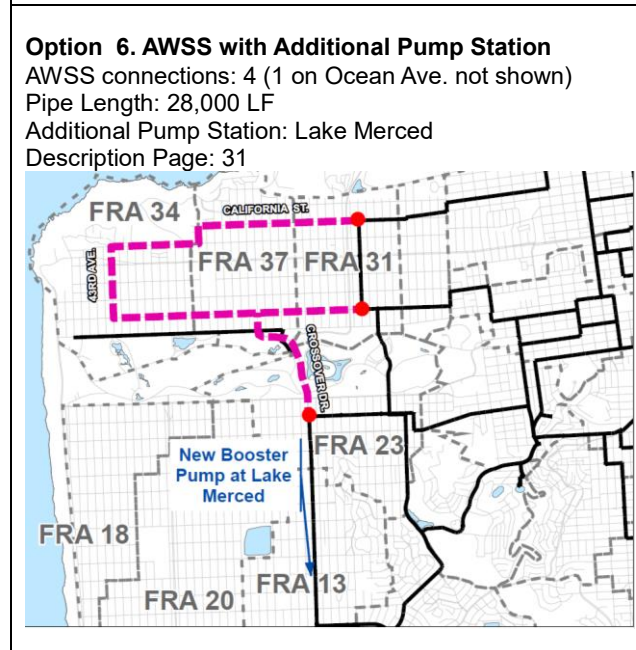 Option 6. AWSS with Additional Pump Station
AWSS connections: 4 (1 on Ocean Ave. not shown)
Pipe Length: 28,000 LF
Additional Pump Station: Lake Merced
Description Page: 31
FRA 34
CALIFORNIA ST.
43RD AVE.
FRA 37
FRA 31
CROSSOVER DR.
FRA 23
New Booster
Pump at Lake
Merced
FRA 18
FRA 13
FRA 20